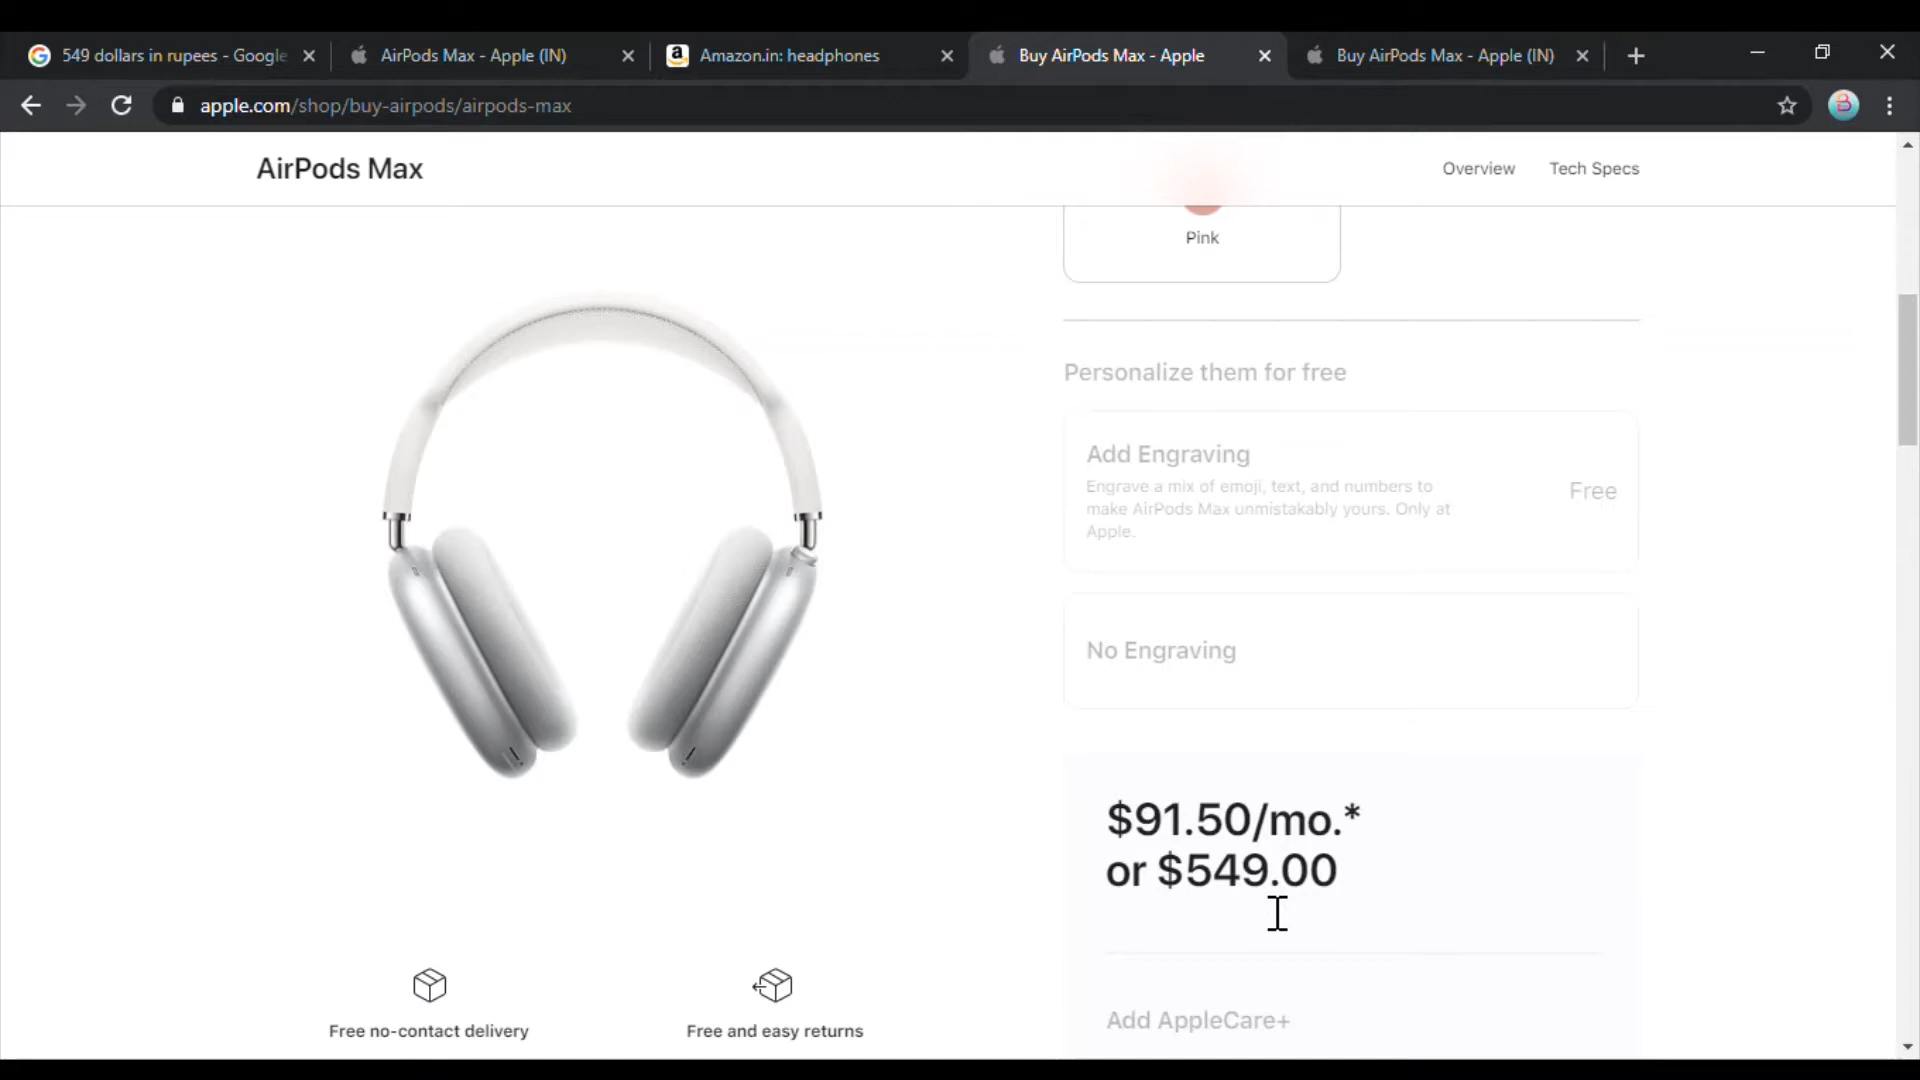 549 dollars in rupees - Google
AirPods Max - Apple (IN)
Amazon.in: headphones
Buy AirPods Max - Apple
Buy AirPods Max - Apple (IN)
apple.com/shop/buy-airpods/airpods-max
AirPods Max
Overview
Tech Specs
Pink
Personalize them for free
Add Engraving
Engrave a mix of emoji, text, and numbers to
make AirPods Max unmistakably yours. Only at
Apple.
Free
No Engraving
$91.50/mo.*
or $549.00
Free no-contact delivery
Free and easy returns
Add AppleCare+